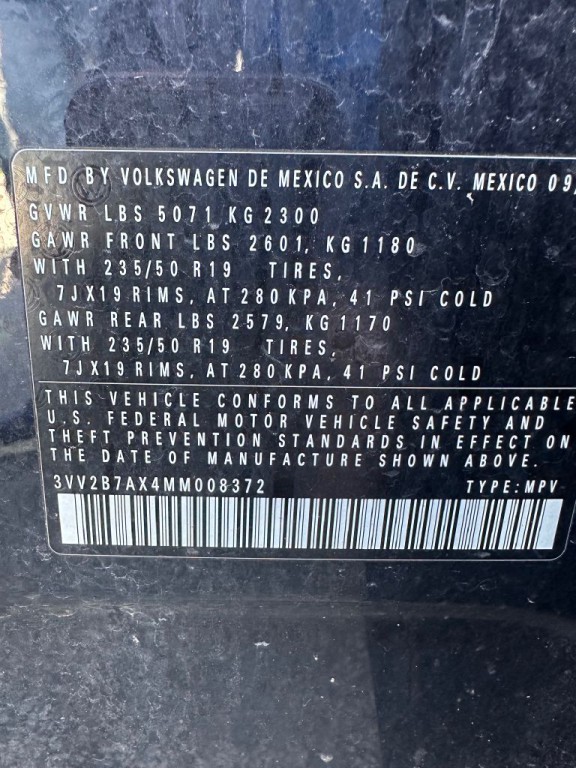 MFD BY VOLKSWAGEN DE MEXICO S.A. DE C.V. MEXICO 09/
GVWR LBS 5071 KG 2300
GAWR FRONT LBS 2601, KG 1180
WITH 235/50 R19 TIRES,
7JX19 RIMS, AT 280 KPA, 41 PSI COLD
GAWR REAR LBS 2579, KG 1170
WITH 235/50 R19 TIRES,
7JX19 RIMS, AT 280 KPA, 41 PSI COLD
THIS VEHICLE CONFORMS TO ALL APPLICABLE
U.S. FEDERAL MOTOR VEHICLE SAFETY AND
THEFT PREVENTION STANDARDS IN EFFECT ON
THE DATE OF MANUFACTURE SHOWN ABOVE.
3VV2B7AX4MM008372 TYPE: MPV